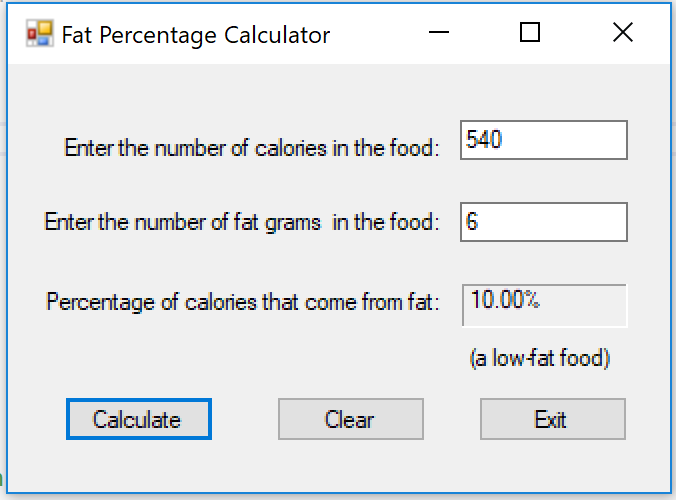 Fat Percentage Calculator
Enter the number of calories in the food: 540
Enter the number of fat grams  in the food: 6
Percentage of calories that come from fat: 10.00%
(a low-fat food)
Calculate Clear Exit